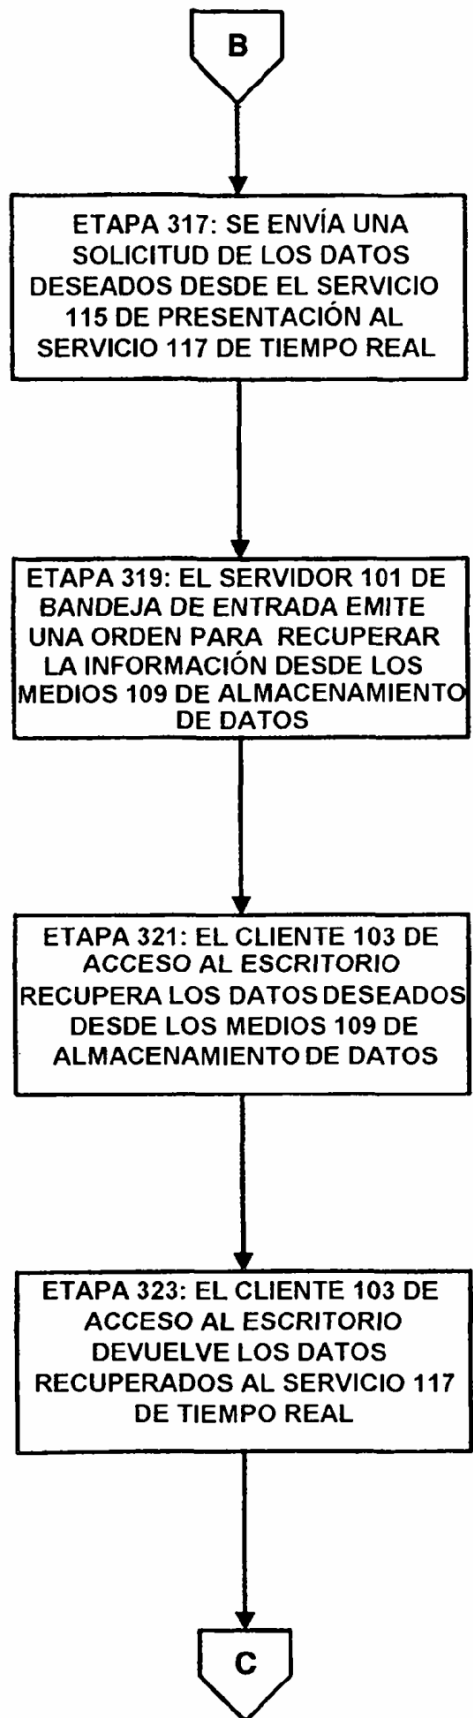 B
ETAPA 317: SE ENVÍA UNA
SOLICITUD DE LOS DATOS
DESEADOS DESDE EL SERVICIO
115 DE PRESENTACIÓN AL
SERVICIO 117 DE TIEMPO REAL
ETAPA 319: EL SERVIDOR 101 DE
BANDEJA DE ENTRADA EMITE
UNA ORDEN PARA RECUPERAR
LA INFORMACIÓN DESDE LOS
MEDIOS 109 DE ALMACENAMIENTO
DE DATOS
ETAPA 321: EL CLIENTE 103 DE
ACCESO AL ESCRITORIO
RECUPERA LOS DATOS DESEADOS
DESDE LOS MEDIOS 109 DE
ALMACENAMIENTO DE DATOS
ETAPA 323: EL CLIENTE 103 DE
ACCESO AL ESCRITORIO
DEVUELVE LOS DATOS
RECUPERADOS AL SERVICIO 117
DE TIEMPO REAL
C